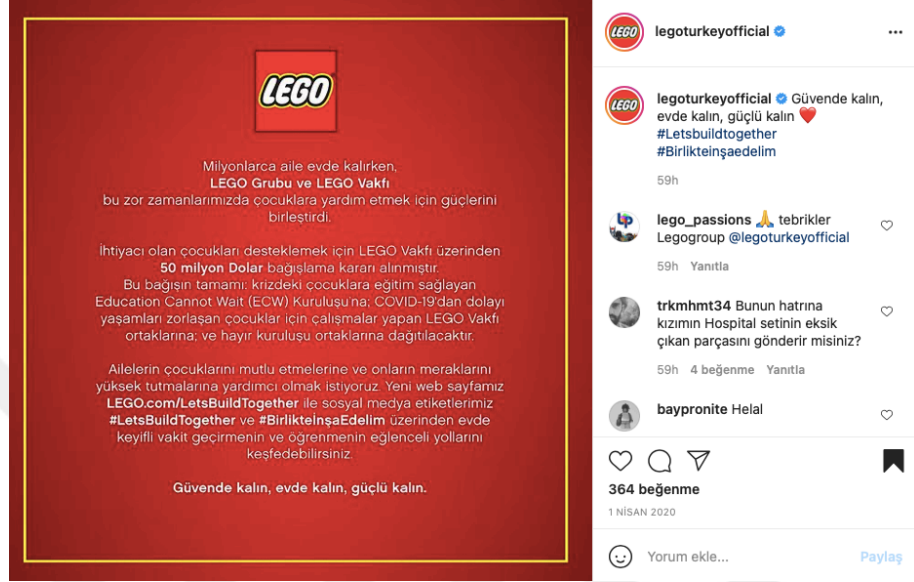 LEGO
Milyonlarca aile evde kalırken,
LEGO Grubu ve LEGO Vakfı
bu zor zamanlarımızda çocuklara yardım etmek için güçlerini
birleştirdi.
İhtiyacı olan çocukları desteklemek için LEGO Vakfı üzerinden
50 milyon Dolar bağışlama kararı alınmıştır.
Bu bağışın tamamı; krizdeki çocuklara eğitim sağlayan
Education Cannot Wait (ECW) Kuruluşu'na; COVID-19'dan dolayı
yaşamları zorlaşan çocuklar için çalışmalar yapan LEGO Vakfı
ortaklarına; ve hayır kuruluşu ortaklarına dağıtılacaktır.
Ailelerin çocuklarını mutlu etmelerine ve onların meraklarını
yüksek tutmalarına yardımcı olmak istiyoruz. Yeni web sayfamız
LEGO.com/LetsBuildTogether ile sosyal medya etiketlerimiz
#LetsBuildTogether ve #BirlikteİnşaEdelim üzerinden evde
keyifli vakit geçirmenin ve öğrenmenin eğlenceli yollarını
keşfedebilirsiniz.
Güvende kalın, evde kalın, güçlü kalın.
LEGO
legoturkeyofficial
LEGO
legoturkeyofficial Güvende kalın,
evde kalın, güçlü kalın ❤️
#Letsbuildtogether
#Birlikteinşaedelim
59h
lego_passions 🙏 tebrikler
Legogroup @legoturkeyofficial
59h Yanıtla
trkmhmt34 Bunun hatrına
kızımın Hospital setinin eksik
çıkan parçasını gönderir misiniz?
59h 4 beğenme Yanıtla
baypronite Helal
364 beğenme
1 NİSAN 2020
Yorum ekle...
Paylaş